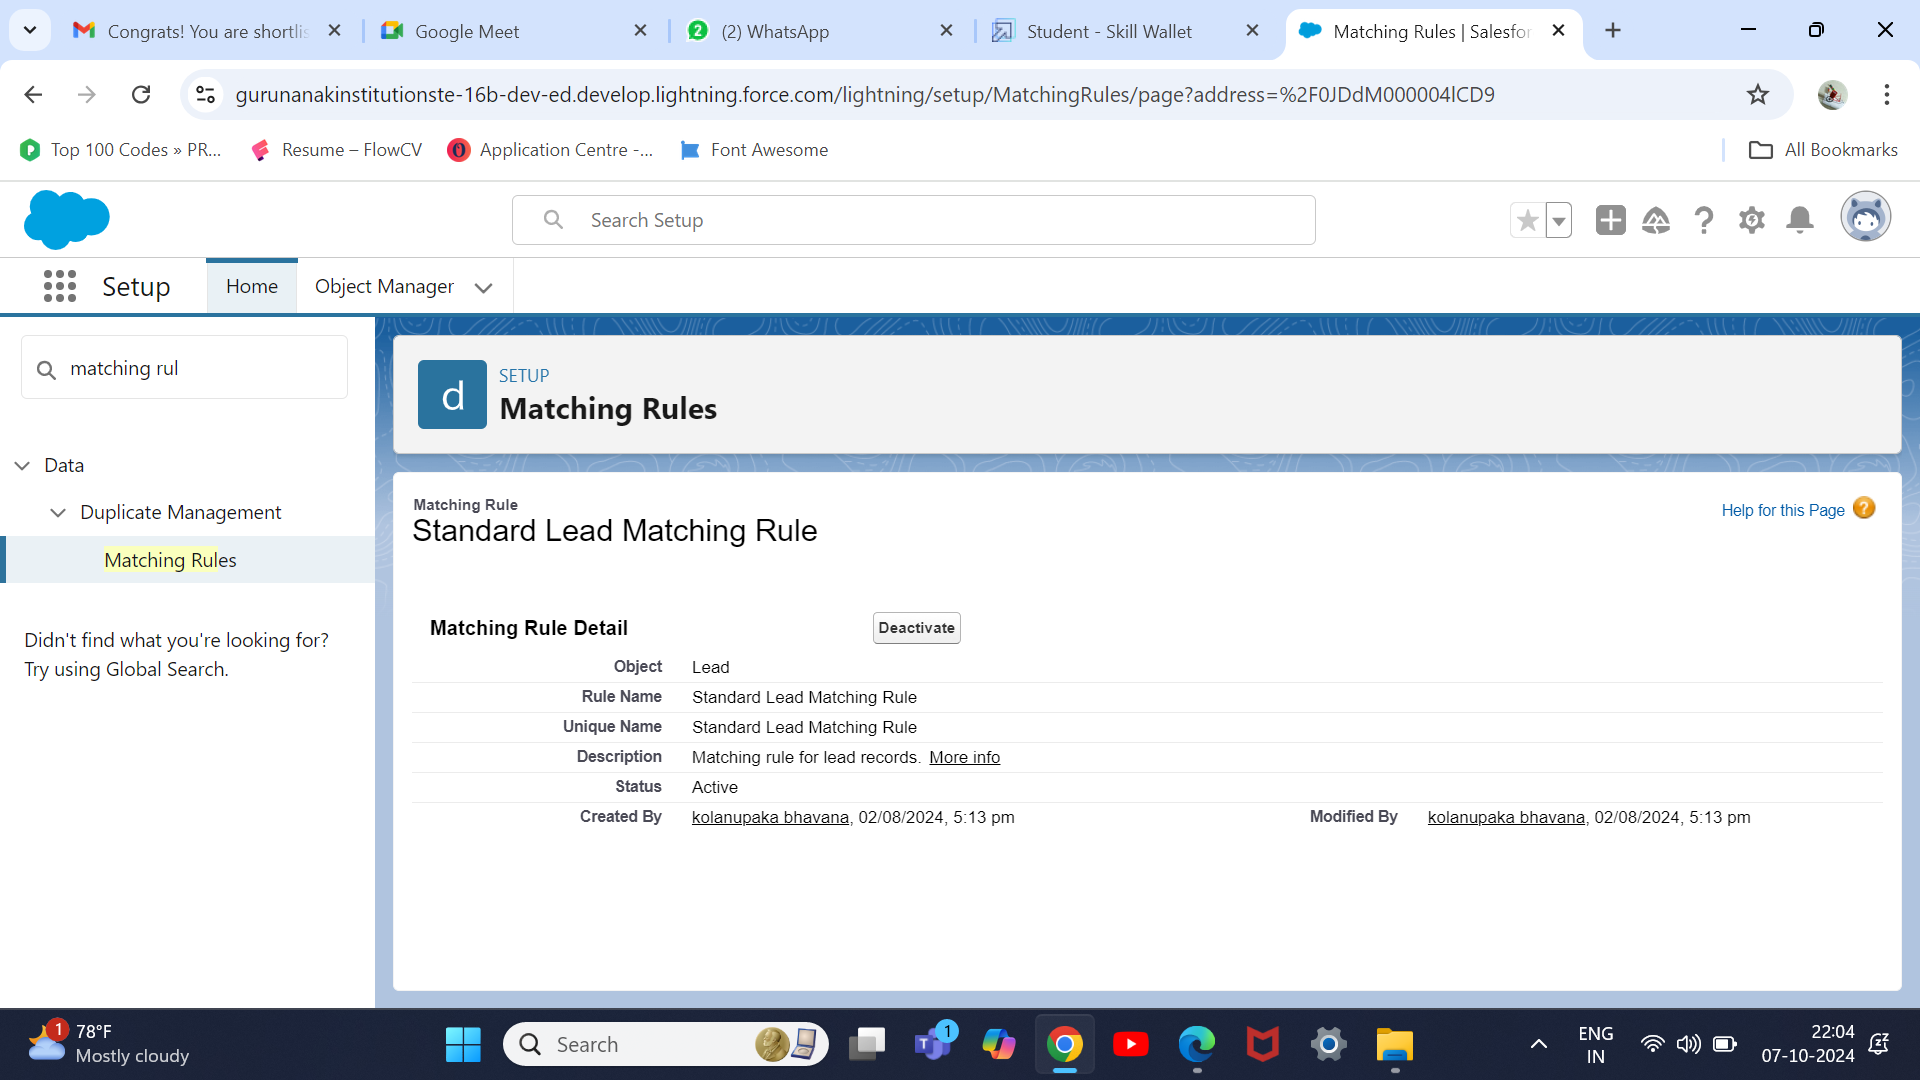 Congrats! You are shortlis
Google Meet
(2) WhatsApp
Student - Skill Wallet
Matching Rules | Salesfor
gurunanakinstitutionste-16b-dev-ed.develop.lightning.force.com/lightning/setup/MatchingRules/page?address=%2F0JDdM000004lCD9
Top 100 Codes » PR...
Resume – FlowCV
Application Centre -...
Font Awesome
All Bookmarks
Search Setup
Setup
Home
Object Manager
matching rul
Data
Duplicate Management
Matching Rules
Didn't find what you're looking for?
Try using Global Search.
d
SETUP
Matching Rules
Matching Rule
Standard Lead Matching Rule
Help for this Page
Matching Rule Detail
Deactivate
Object Lead
Rule Name Standard Lead Matching Rule
Unique Name Standard Lead Matching Rule
Description Matching rule for lead records. More info
Status Active
Created By kolanupaka bhavana, 02/08/2024, 5:13 pm Modified By kolanupaka bhavana, 02/08/2024, 5:13 pm
1
78°F
Mostly cloudy
Search
1
ENG
IN
22:04
07-10-2024